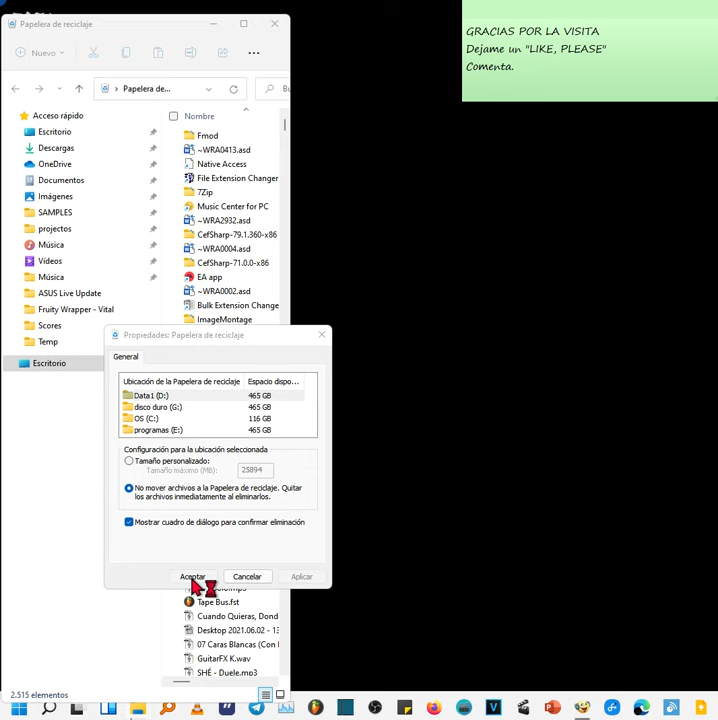 Papelera de reciclaje
GRACIAS POR LA VISITA
Dejame un "LIKE, PLEASE"
Comenta.
Nuevo
Papelera de...
Bu
Acceso rápido
Escritorio
Descargas
OneDrive
Documentos
Imágenes
SAMPLES
projectos
Música
Vídeos
Música
ASUS Live Update
Fruity Wrapper - Vital
Scores
Temp
Escritorio
Nombre
Fmod
~WRA0413.asd
Native Access
File Extension Changer
7Zip
Music Center for PC
~WRA2932.asd
CefSharp-79.1.360-src
~WRA0004.asd
CefSharp-71.0.0-x86
EA app
~WRA0002.asd
Bulk Extension Change
ImageMontage
Propiedades: Papelera de reciclaje
General
Ubicación de la Papelera de reciclaje Espacio dispo...
Data1 (D:) 465 GB
disco duro (G:) 465 GB
OS (C:) 116 GB
programas (E:) 465 GB
Configuración para la ubicación seleccionada
Tamaño personalizado:
Tamaño máximo (MB): 25894
No mover archivos a la Papelera de reciclaje. Quitar
los archivos inmediatamente al eliminarlos.
Mostrar cuadro de diálogo para confirmar eliminación
Aceptar Cancelar Aplicar
Tape Bus.fst
Cuando Quieras, Dond
Desktop 2021.06.02 - 13
07 Caras Blancas (Con I
GuitarFX K.wav
SHÉ - Duele.mp3
2.515 elementos